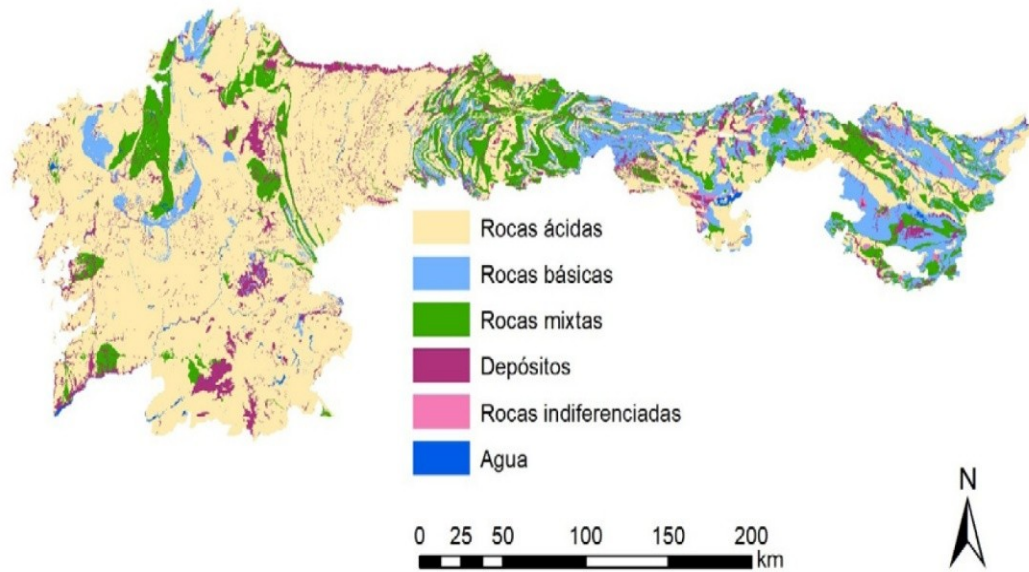 Rocas ácidas
Rocas básicas
Rocas mixtas
Depósitos
Rocas indiferenciadas
Agua
N
0 25 50 100 150 200
km